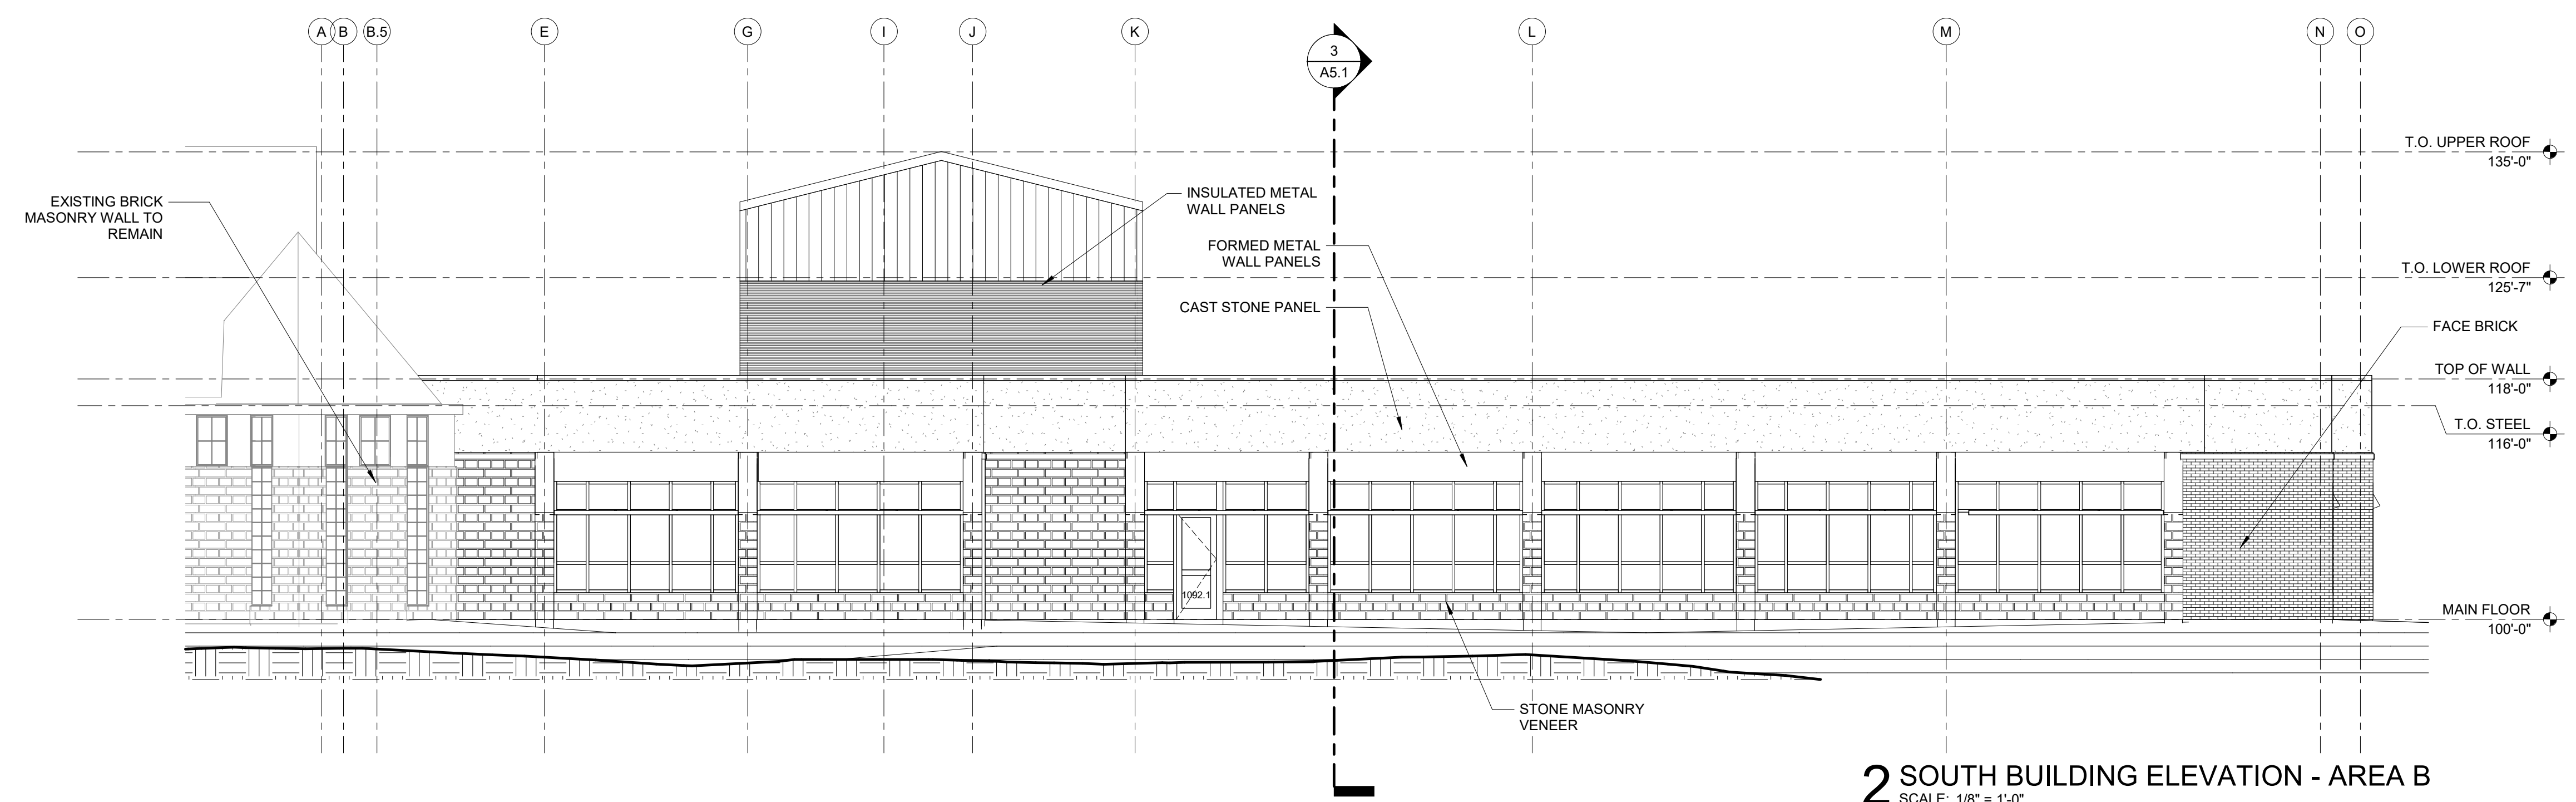 A
B
B.5
E
G
I
J
K
3
A5.1
L
M
N
O
T.O. UPPER ROOF
135'-0"
EXISTING BRICK
MASONRY WALL TO
REMAIN
INSULATED METAL
WALL PANELS
FORMED METAL
WALL PANELS
T.O. LOWER ROOF
125'-7"
CAST STONE PANEL
FACE BRICK
TOP OF WALL
118'-0"
T.O. STEEL
116'-0"
1092.1
MAIN FLOOR
100'-0"
STONE MASONRY
VENEER
2 SOUTH BUILDING ELEVATION - AREA B
SCALE: 1/8" = 1'-0"